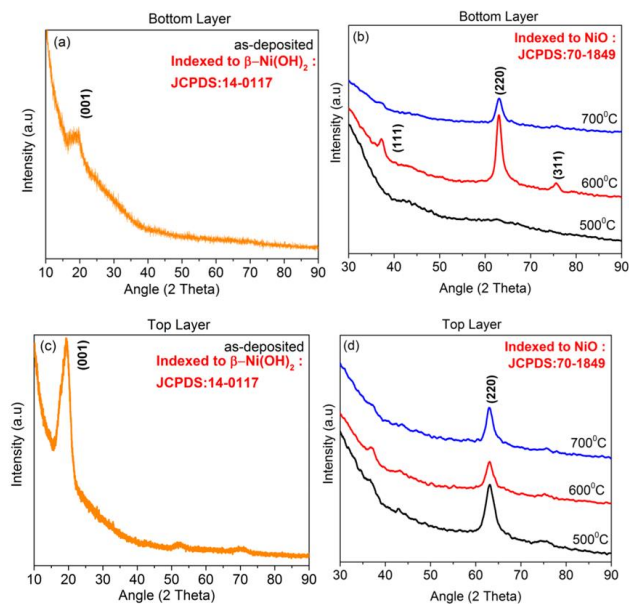 Bottom Layer
(a)
as-deposited
Indexed to β−Ni(OH)₂ :
JCPDS:14-0117
(001)
Intensity (a.u)
10 20 30 40 50 60 70 80 90
Angle (2 Theta)
Bottom Layer
(b)
Indexed to NiO :
JCPDS:70-1849
(220)
700⁰C
(111)
(311)
600⁰C
500⁰C
Intensity (a.u)
30 40 50 60 70 80 90
Angle (2 Theta)
Top Layer
(c)
as-deposited
Indexed to β−Ni(OH)₂ :
JCPDS:14-0117
(001)
Intensity (a.u)
10 20 30 40 50 60 70 80 90
Angle (2 Theta)
Top Layer
(d)
Indexed to NiO :
JCPDS:70-1849
(220)
700⁰C
600⁰C
500⁰C
Intensity (a.u)
30 40 50 60 70 80 90
Angle (2 Theta)